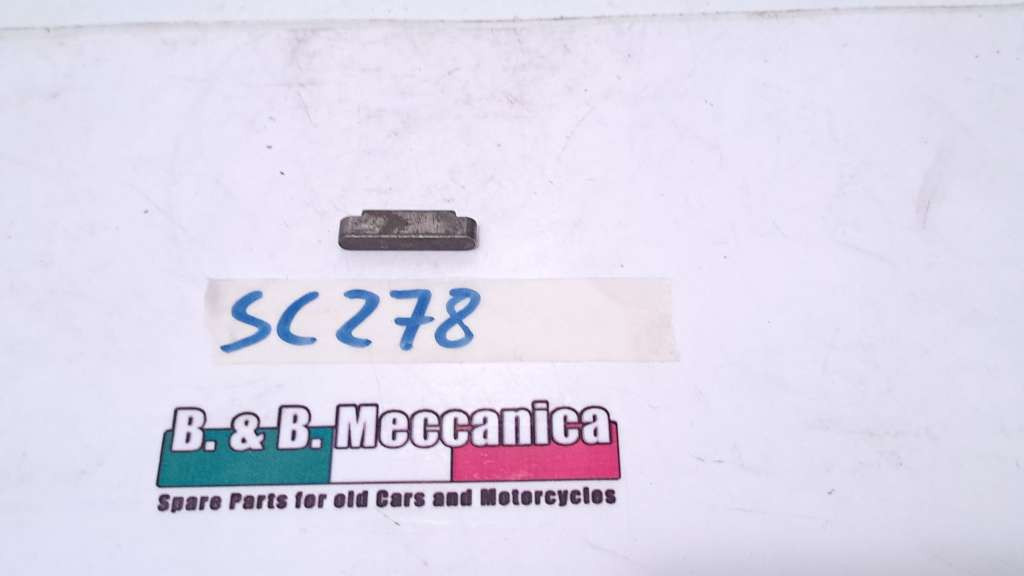 SC278
B. & B. Meccanica
Spare Parts for old Cars and Motorcycles